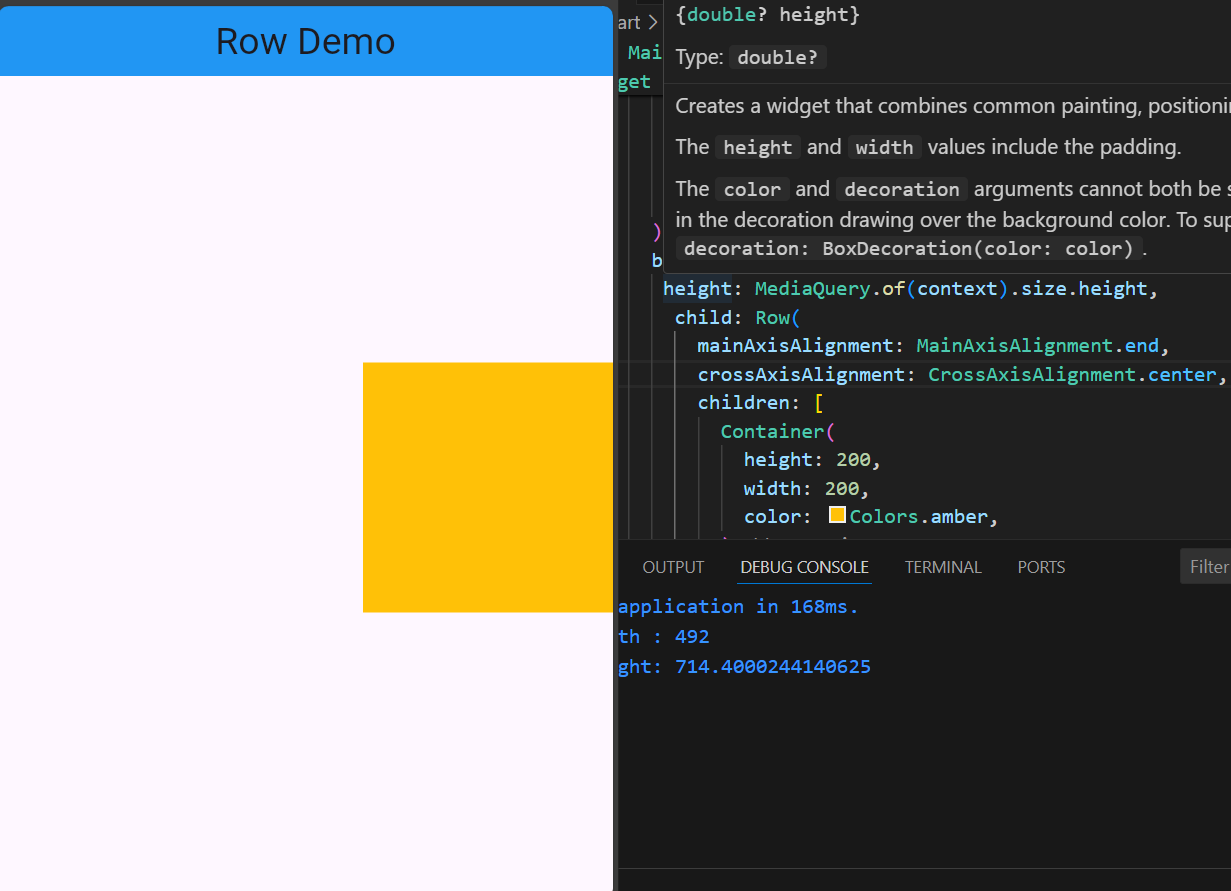 Row Demo
art >
Mai
get
{double? height}
Type: double?
Creates a widget that combines common painting, positioni
The height and width values include the padding.
The color and decoration arguments cannot both be s
in the decoration drawing over the background color. To sup
decoration: BoxDecoration(color: color).
)
b
height: MediaQuery.of(context).size.height,
child: Row(
mainAxisAlignment: MainAxisAlignment.end,
crossAxisAlignment: CrossAxisAlignment.center,
children: [
Container(
height: 200,
width: 200,
color: Colors.amber,
OUTPUT DEBUG CONSOLE TERMINAL PORTS Filter
application in 168ms.
th : 492
ght: 714.4000244140625